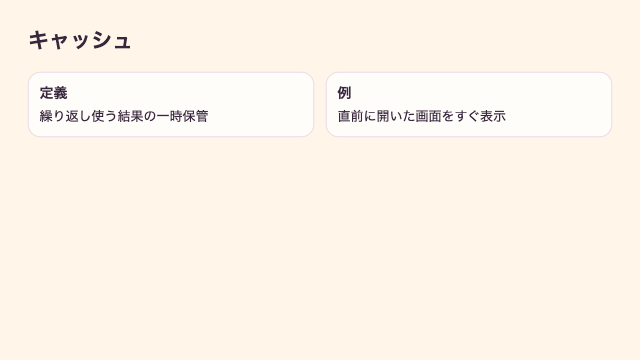 キャッシュ
定義
繰り返し使う結果の一時保管
例
直前に開いた画面をすぐ表示